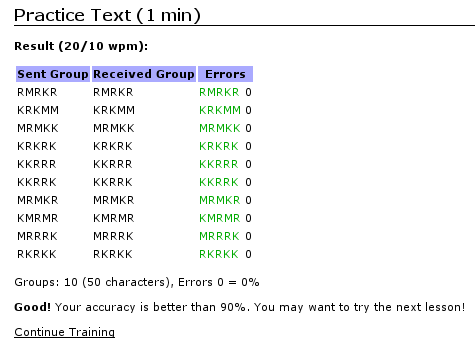 Practice Text (1 min)
Result (20/10 wpm):
Sent Group Received Group Errors
RMRKR RMRKR RMRKR 0
KRKMM KRKMM KRKMM 0
MRMKK MRMKK MRMKK 0
KRKRK KRKRK KRKRK 0
KKRRR KKRRR KKRRR 0
KKRRK KKRRK KKRRK 0
MRMKR MRMKR MRMKR 0
KMRMR KMRMR KMRMR 0
MRRRK MRRRK MRRRK 0
RKRKK RKRKK RKRKK 0
Groups: 10 (50 characters), Errors 0 = 0%
Good! Your accuracy is better than 90%. You may want to try the next lesson!
Continue Training